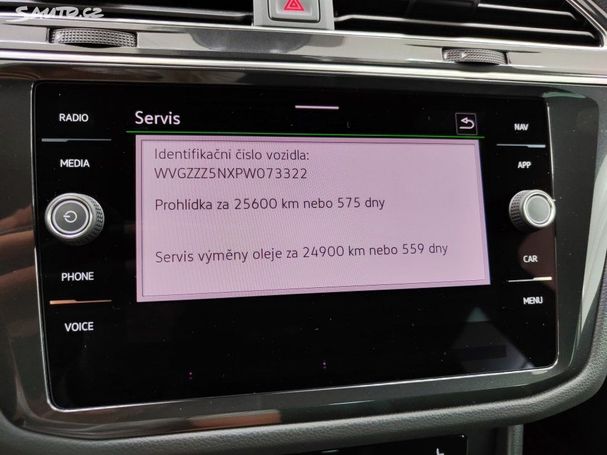 SAUTO.CZ
RADIO
Servis
NAV
MEDIA
Identifikační číslo vozidla:
WVGZZZ5NXPW073322
APP
Prohlídka za 25600 km nebo 575 dny
Servis výměny oleje za 24900 km nebo 559 dny
CAR
PHONE
MENU
VOICE